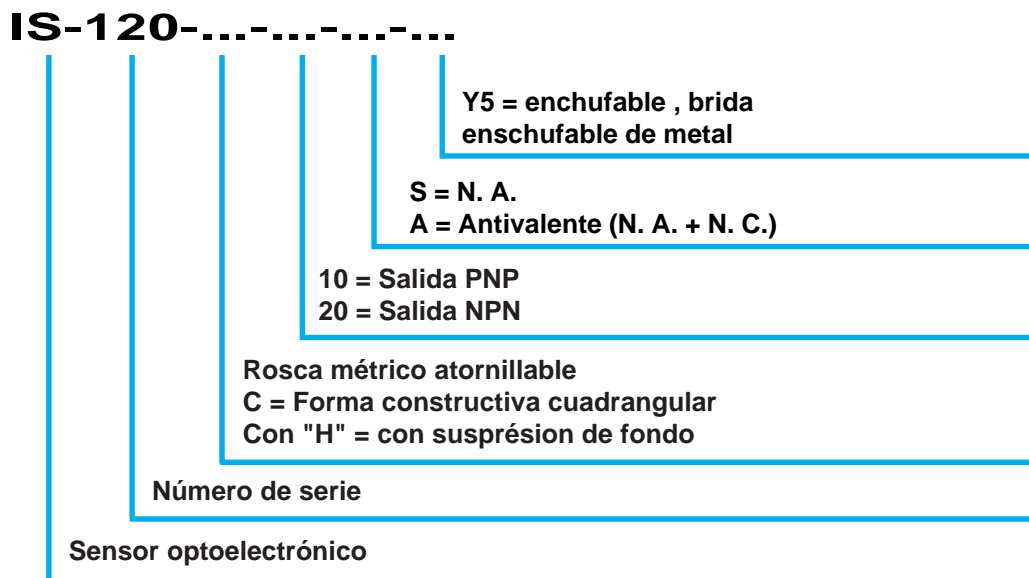 IS-120-...-...-...-...
Y5 = enchufable , brida
enschufable de metal
S = N. A.
A = Antivalente (N. A. + N. C.)
10 = Salida PNP
20 = Salida NPN
Rosca métrico atornillable
C = Forma constructiva cuadrangular
Con "H" = con susprésion de fondo
Número de serie
Sensor optoelectrónico